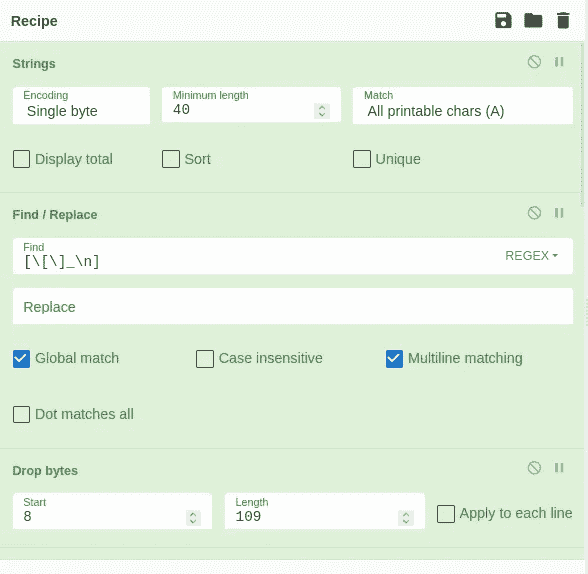 Recipe
Strings
Encoding Minimum length Match
Single byte 40 All printable chars (A)
Display total Sort Unique
Find / Replace
Find
[\[\]_\n] REGEX
Replace
Global match Case insensitive Multiline matching
Dot matches all
Drop bytes
Start Length
8 109 Apply to each line